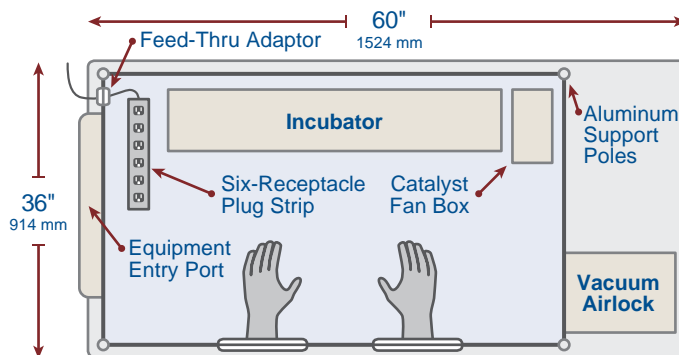 60"
1524 mm
Feed-Thru Adaptor
Incubator
Aluminum
Support
Poles
Six-Receptacle
Plug Strip
Catalyst
Fan Box
36"
914 mm
Equipment
Entry Port
Vacuum
Airlock